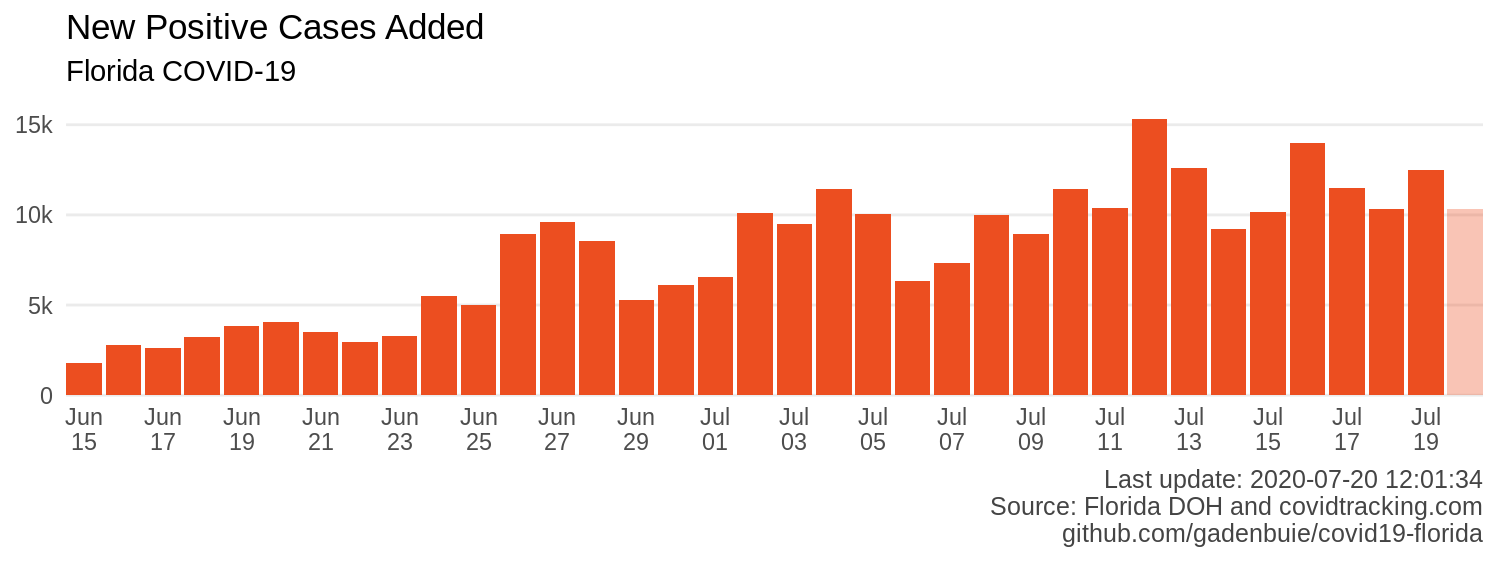 New Positive Cases Added
Florida COVID-19
15k
10k
5k
0
Jun Jun Jun Jun Jun Jun Jun Jun Jul Jul Jul Jul Jul Jul Jul Jul Jul Jul
15 17 19 21 23 25 27 29 01 03 05 07 09 11 13 15 17 19
Last update: 2020-07-20 12:01:34
Source: Florida DOH and covidtracking.com
github.com/gadenbuie/covid19-florida